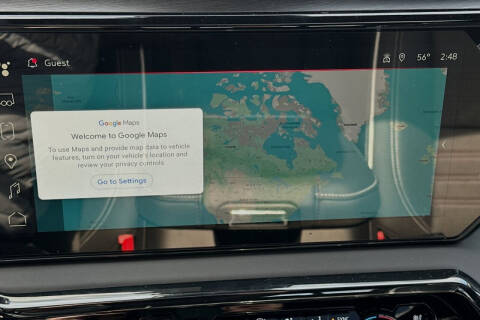 Guest
56° 2:48
Google Maps
Welcome to Google Maps
To use Maps and provide map data to vehicle
features, turn on your vehicle's location and
review your privacy controls
Go to Settings
SYNC